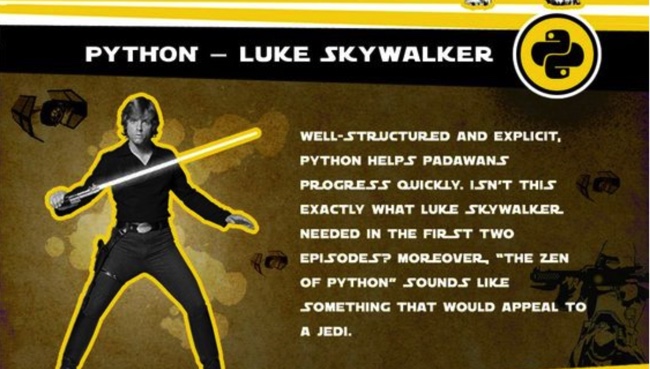 PYTHON – LUKE SKYWALKER
WELL-STRUCTURED AND EXPLICIT,
PYTHON HELPS PADAWANS
PROGRESS QUICKLY. ISN'T THIS
EXACTLY WHAT LUKE SKYWALKER
NEEDED IN THE FIRST TWO
EPISODES? MOREOVER, "THE ZEN
OF PYTHON" SOUNDS LIKE
SOMETHING THAT WOULD APPEAL TO
A JEDI.